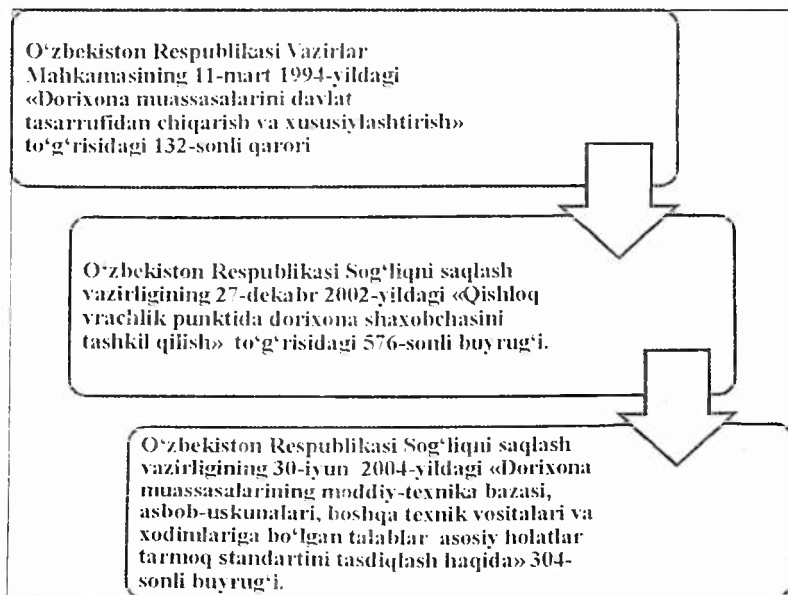 O‘zbekiston Respublikasi Vazirlar
Mahkamasining 11-mart 1994-yildagi
«Dorixona muassasalarini davlat
tasarrufidan chiqarish va xususiylashtirish»
to‘g‘risidagi 132-sonli qarori
O‘zbekiston Respublikasi Sog‘liqni saqlash
vazirligining 27-dekabr 2002-yildagi «Qishloq
vrachlik punktida dorixona shaxobchasini
tashkil qilish» to‘g‘risidagi 576-sonli buyrug‘i.
O‘zbekiston Respublikasi Sog‘liqni saqlash
vazirligining 30-iyun 2004-yildagi «Dorixona
muassasalarining moddiy-texnika bazasi,
asbob-uskunalari, boshqa texnik vositalari va
xodimlariga bo‘lgan talablar asosiy holatlar
tarmoq standartini tasdiqlash haqida» 304-
sonli buyrug‘i.